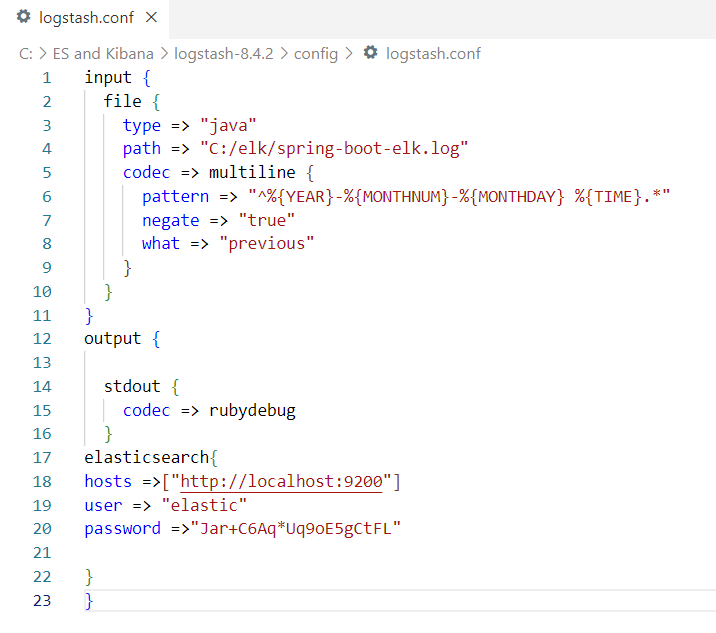 logstash.conf ×
C: > ES and Kibana > logstash-8.4.2 > config > logstash.conf
1 input {
2 file {
3 type => "java"
4 path => "C:/elk/spring-boot-elk.log"
5 codec => multiline {
6 pattern => "^%{YEAR}-%{MONTHNUM}-%{MONTHDAY} %{TIME}.*"
7 negate => "true"
8 what => "previous"
9 }
10 }
11 }
12 output {
13
14 stdout {
15 codec => rubydebug
16 }
17 elasticsearch{
18 hosts =>["http://localhost:9200"]
19 user => "elastic"
20 password =>"Jar+C6Aq*Uq9oE5gCtFL"
21
22 }
23 }